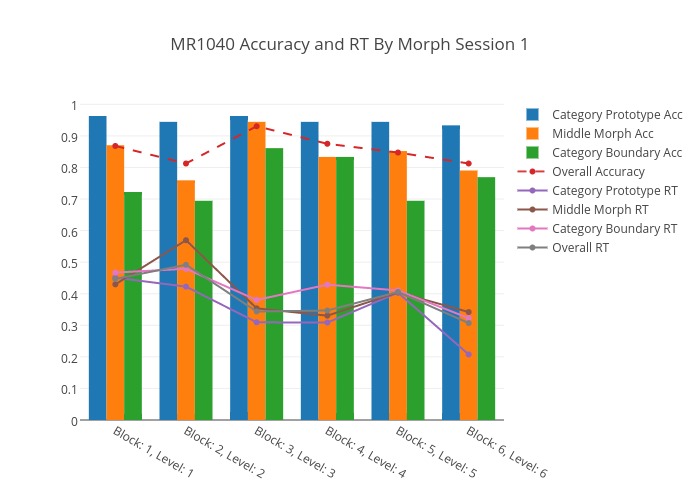 MR1040 Accuracy and RT By Morph Session 1
1
0.9
0.8
0.7
0.6
0.5
0.4
0.3
0.2
0.1
0
Block: 1, Level: 1
Block: 2, Level: 2
Block: 3, Level: 3
Block: 4, Level: 4
Block: 5, Level: 5
Block: 6, Level: 6
Category Prototype Acc
Middle Morph Acc
Category Boundary Acc
Overall Accuracy
Category Prototype RT
Middle Morph RT
Category Boundary RT
Overall RT